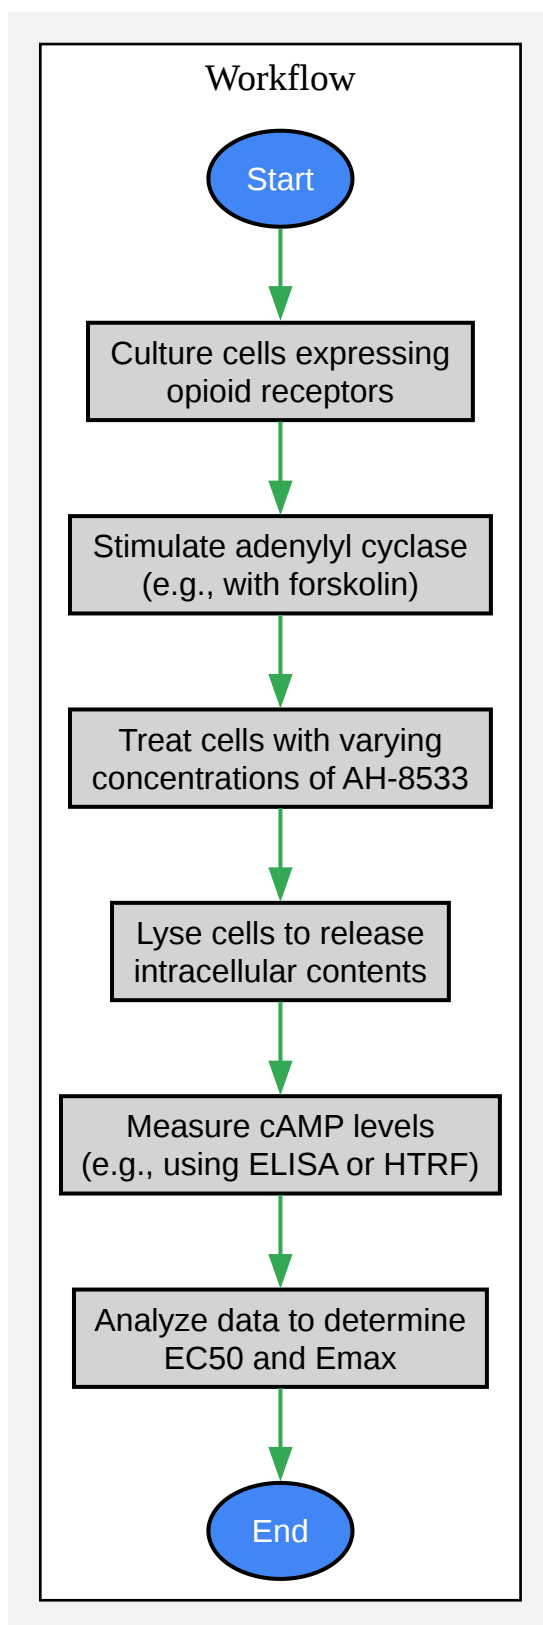 Workflow
Start
Culture cells expressing
opioid receptors
Stimulate adenylyl cyclase
(e.g., with forskolin)
Treat cells with varying
concentrations of AH-8533
Lyse cells to release
intracellular contents
Measure cAMP levels
(e.g., using ELISA or HTRF)
Analyze data to determine
EC50 and Emax
End